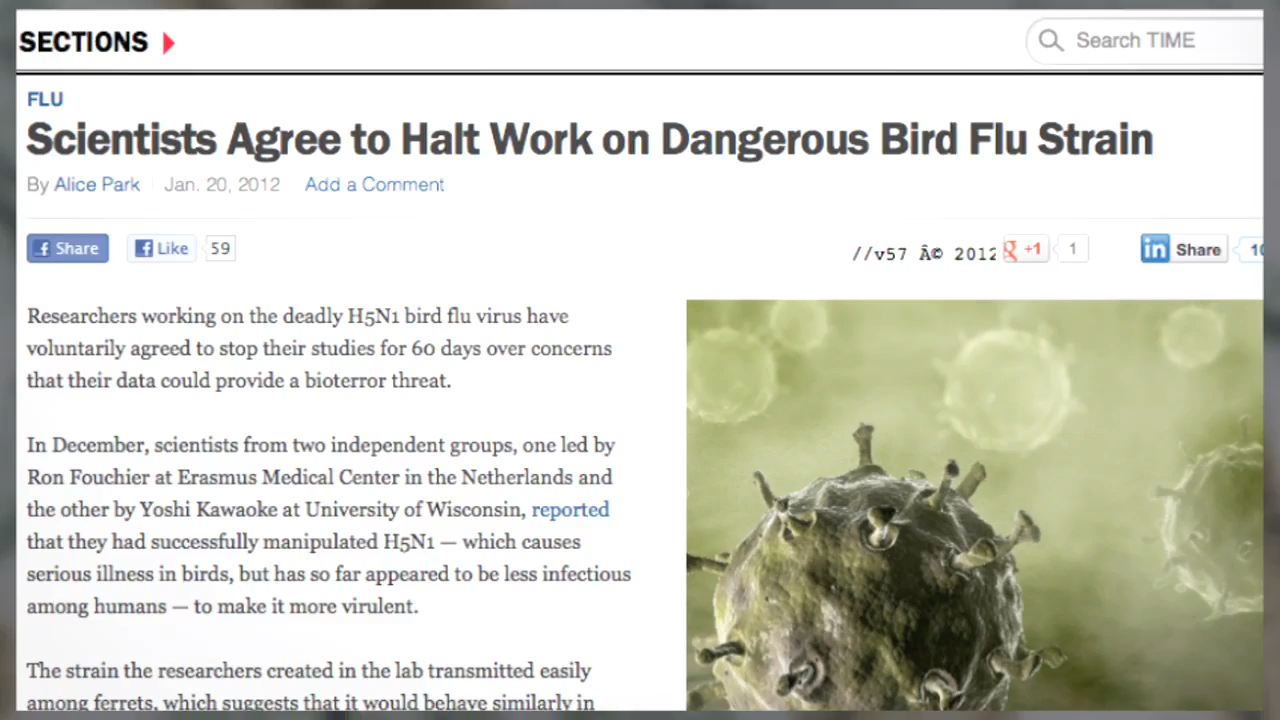 SECTIONS
Search TIME
FLU
Scientists Agree to Halt Work on Dangerous Bird Flu Strain
By Alice Park Jan. 20, 2012 Add a Comment
Share Like 59 //v57 Â© 2012 +1 1 in Share 10
Researchers working on the deadly H5N1 bird flu virus have
voluntarily agreed to stop their studies for 60 days over concerns
that their data could provide a bioterror threat.
In December, scientists from two independent groups, one led by
Ron Fouchier at Erasmus Medical Center in the Netherlands and
the other by Yoshi Kawaoke at University of Wisconsin, reported
that they had successfully manipulated H5N1 — which causes
serious illness in birds, but has so far appeared to be less infectious
among humans — to make it more virulent.
The strain the researchers created in the lab transmitted easily
among ferrets, which suggests that it would behave similarly in